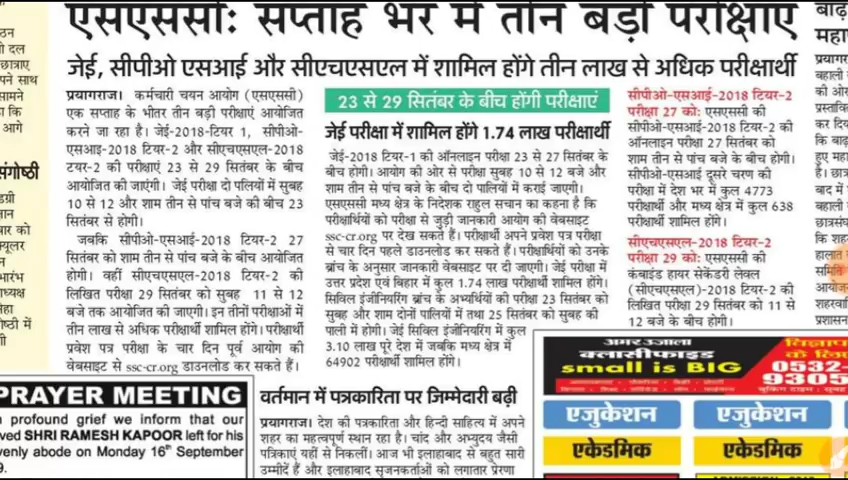 एसएससी: सप्ताह भर में तीन बड़ी परीक्षाएं
जेई, सीपीओ एसआई और सीएचएसएल में शामिल होंगे तीन लाख से अधिक परीक्षार्थी
प्रयागराज। कर्मचारी चयन आयोग (एसएससी)
एक सप्ताह के भीतर तीन बड़ी परीक्षाएं आयोजित
करने जा रहा है। जेई-2018-टियर 1, सीपीओ-
एसआइ-2018 टियर-2 और सीएचएसएल-2018
टयर-2 की परीक्षाएं 23 से 29 सितंबर के बीच
आयोजित की जाएंगी। जेई परीक्षा दो पलियों में सुबह
10 से 12 और शाम तीन से पांच बजे की बीच 23
सितंबर से होगी।
जबकि सीपीओ-एसआई-2018 टियर-2 27
सितंबर को शाम तीन से पांच बजे के बीच आयोजित
होगी। वहीं सीएचएसएल-2018 टियर-2 की
लिखित परीक्षा 29 सितंबर को सुबह 11 से 12
बजे तक आयोजित की जाएगी। इन तीनों परीक्षाओं में
तीन लाख से अधिक परीक्षार्थी शामिल होंगे। परीक्षार्थी
प्रवेश पत्र परीक्षा के चार दिन पूर्व आयोग की
वेबसाइट से ssc-cr.org डाउनलोड कर सकते हैं।
23 से 29 सितंबर के बीच होंगी परीक्षाएं
जेई परीक्षा में शामिल होंगे 1.74 लाख परीक्षार्थी
जेई-2018 टियर-1 की ऑनलाइन परीक्षा 23 से 27 सितंबर के
बीच होगी। आयोग की ओर से परीक्षा सुबह 10 से 12 बजे और
शाम तीन से पांच बजे के बीच दो पालियों में कराई जाएगी।
एसएससी मध्य क्षेत्र के निदेशक राहुल सचान का कहना है कि
परीक्षार्थियों को परीक्षा से जुड़ी जानकारी आयोग की वेबसाइट
ssc-cr.org पर देख सकते हैं। परीक्षार्थी अपने प्रवेश पत्र परीक्षा
से चार दिन पहले डाउनलोड कर सकते हैं। परीक्षार्थियों को उनके
ब्रांच के अनुसार जानकारी वेबसाइट पर दी जाएगी। जेई परीक्षा में
उत्तर प्रदेश एवं बिहार में कुल 1.74 लाख परीक्षार्थी शामिल होंगे।
सिविल इंजीनियरिंग ब्रांच के अभ्यर्थियों की परीक्षा 23 सितंबर को
सुबह और शाम दोनों पालियों में तथा 25 सितंबर को सुबह की
पाली में होगी। जेई सिविल इंजीनियरिंग में कुल
3.10 लाख पूरे देश में जबकि मध्य क्षेत्र में
64902 परीक्षार्थी शामिल होंगे।
सीपीओ-एसआई-2018 टियर-2
परीक्षा 27 को: एसएससी की
सीपीओ-एसआई-2018 टियर-2 की
ऑनलाइन परीक्षा 27 सितंबर को
शाम तीन से पांच बजे के बीच होगी।
सीपीओ-एसआई दूसरे चरण की
परीक्षा में देश भर में कुल 4773
परीक्षार्थी और मध्य क्षेत्र में कुल 638
परीक्षार्थी शामिल होंगे।
सीएचएसएल-2018 टियर-2
परीक्षा 29 को: एसएससी की
कंबाइंड हायर सेकेंडरी लेवल
(सीएचएसएल)-2018 टियर-2 की
लिखित परीक्षा 29 सितंबर को 11 से
12 बजे के बीच होगी।
PRAYER MEETING
profound grief we inform that our
SHRI RAMESH KAPOOR left for his
abode on Monday 16th September
वर्तमान में पत्रकारिता पर जिम्मेदारी बढ़ी
प्रयागराज। देश की पत्रकारिता और हिन्दी साहित्य में अपने
शहर का महत्वपूर्ण स्थान रहा है। चांद और अभ्युदय जैसी
पत्रिकाएं यहीं से निकलीं। आज भी इलाहाबाद से बहुत सारी
उम्मीदें हैं और इलाहाबाद सृजनकर्ताओं को लगातार प्रेरणा
अमर उजाला
क्लासीफाइड
small is BIG
के लिए
0532-
9305
एजुकेशन
एजुकेशन
एकेडमिक
एकेडमिक